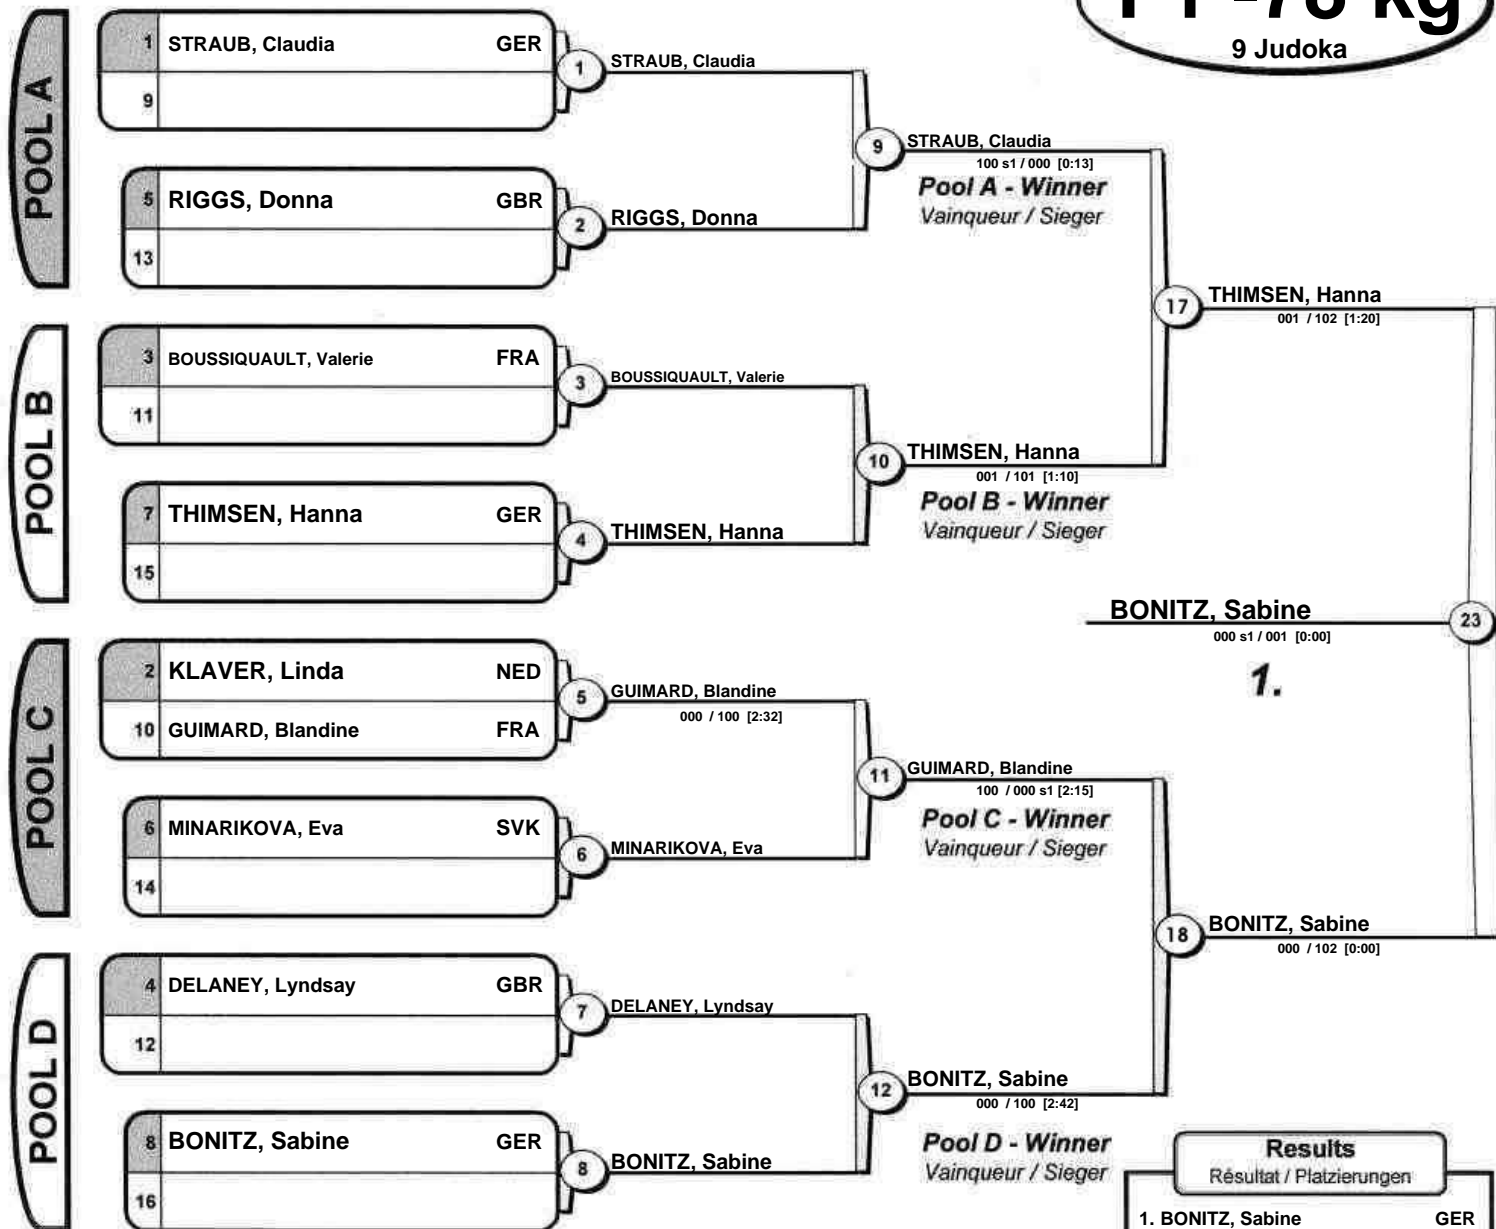 -78 kg
9 Judoka
POOL A
1 STRAUB, Claudia GER
9
1 STRAUB, Claudia
5 RIGGS, Donna GBR
13
2 RIGGS, Donna
9 STRAUB, Claudia
100 s1 / 000 [0:13]
Pool A - Winner
Vainqueur / Sieger
17 THIMSEN, Hanna
001 / 102 [1:20]
POOL B
3 BOUSSIQUAULT, Valerie FRA
11
3 BOUSSIQUAULT, Valerie
7 THIMSEN, Hanna GER
15
4 THIMSEN, Hanna
10 THIMSEN, Hanna
001 / 101 [1:10]
Pool B - Winner
Vainqueur / Sieger
BONITZ, Sabine 23
000 s1 / 001 [0:00]
1.
POOL C
2 KLAVER, Linda NED
10 GUIMARD, Blandine FRA
5 GUIMARD, Blandine
000 / 100 [2:32]
6 MINARIKOVA, Eva SVK
14
6 MINARIKOVA, Eva
11 GUIMARD, Blandine
100 / 000 s1 [2:15]
Pool C - Winner
Vainqueur / Sieger
18 BONITZ, Sabine
000 / 102 [0:00]
POOL D
4 DELANEY, Lyndsay GBR
12
7 DELANEY, Lyndsay
8 BONITZ, Sabine GER
16
8 BONITZ, Sabine
12 BONITZ, Sabine
000 / 100 [2:42]
Pool D - Winner
Vainqueur / Sieger
Results
Résultat / Platzierungen
1. BONITZ, Sabine GER